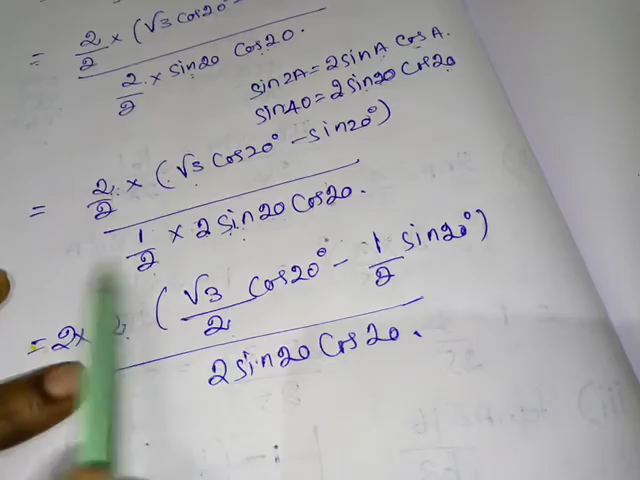 = 2/2 × (√3 cos20°
2/2 × sin20 cos20.
sin2A = 2sinA cosA.
sin40 = 2sin20 cos20
= 2/2 × (√3 cos20° - sin20°)
1/2 × 2sin20 cos20.
= 2× (√3/2 cos20° - 1/2 sin20°)
2sin20 cos20.